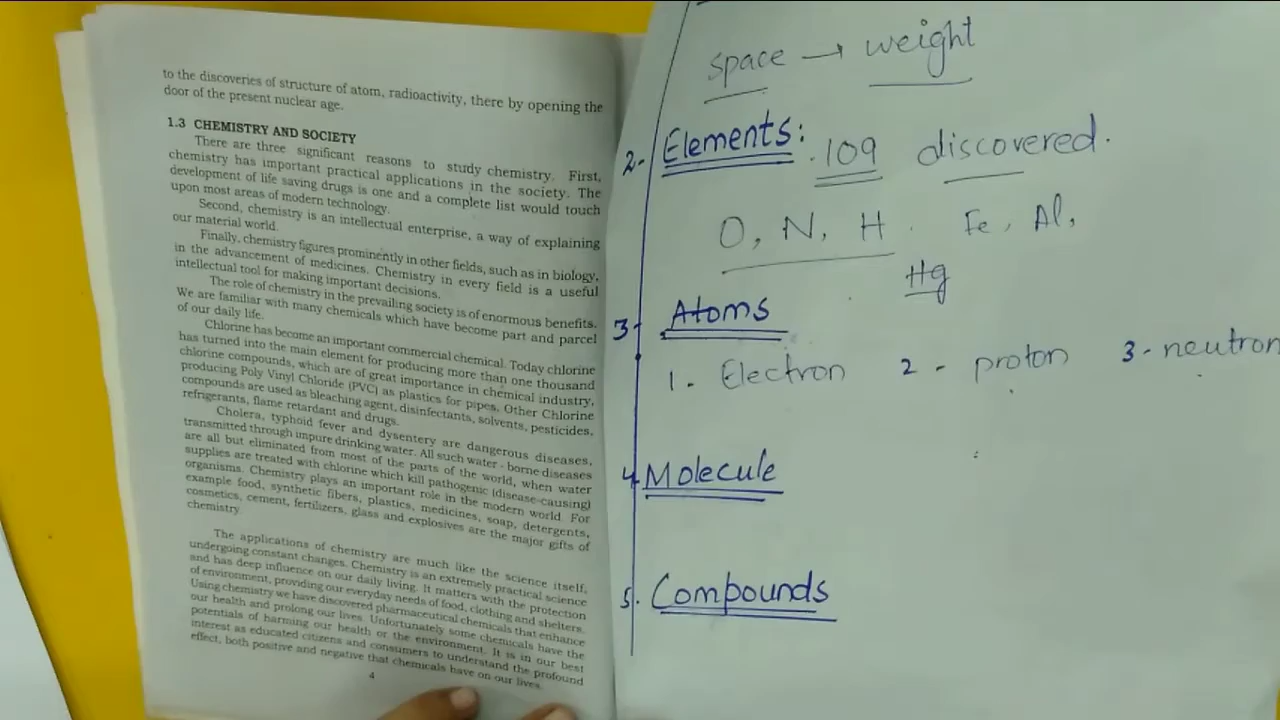 to the discoveries of structure of atom, radioactivity, there by opening the
door of the present nuclear age.
1.3 CHEMISTRY AND SOCIETY
There are three significant reasons to study chemistry. First,
chemistry has important practical applications in the society. The
development of life saving drugs is one and a complete list would touch
upon most areas of modern technology.
Second, chemistry is an intellectual enterprise, a way of explaining
our material world.
Finally, chemistry figures prominently in other fields, such as in biology,
in the advancement of medicines. Chemistry in every field is a useful
intellectual tool for making important decisions.
The role of chemistry in the prevailing society is of enormous benefits.
We are familiar with many chemicals which have become part and parcel
of our daily life.
Chlorine has become an important commercial chemical. Today chlorine
has turned into the main element for producing more than one thousand
chlorine compounds, which are of great importance in chemical industry,
producing Poly Vinyl Chloride (PVC) as plastics for pipes. Other Chlorine
compounds are used as bleaching agent, disinfectants, solvents, pesticides,
refrigerants, flame retardant and drugs.
Cholera, typhoid fever and dysentery are dangerous diseases,
transmitted through impure drinking water. All such water - borne diseases
are all but eliminated from most of the parts of the world, when water
supplies are treated with chlorine which kill pathogenic (disease-causing)
organisms. Chemistry plays an important role in the modern world. For
example food, synthetic fibers, plastics, medicines, soap, detergents,
cosmetics, cement, fertilizers, glass and explosives are the major gifts of
chemistry.
The applications of chemistry are much like the science itself,
undergoing constant changes. Chemistry is an extremely practical science
and has deep influence on our daily living. It matters with the protection
of environment, providing our everyday needs of food, clothing and shelters.
Using chemistry we have discovered pharmaceutical chemicals that enhance
our health and prolong our lives. Unfortunately some chemicals have the
potentials of harming our health or the environment. It is in our best
interest as educated citizens and consumers to understand the profound
effect, both positive and negative that chemicals have on our lives.
4
space → weight
2- Elements: .109 discovered.
O, N, H . Fe, Al,
Hg
3- Atoms
1 - Electron 2 - proton 3 - neutron
4. Molecule
5. Compounds